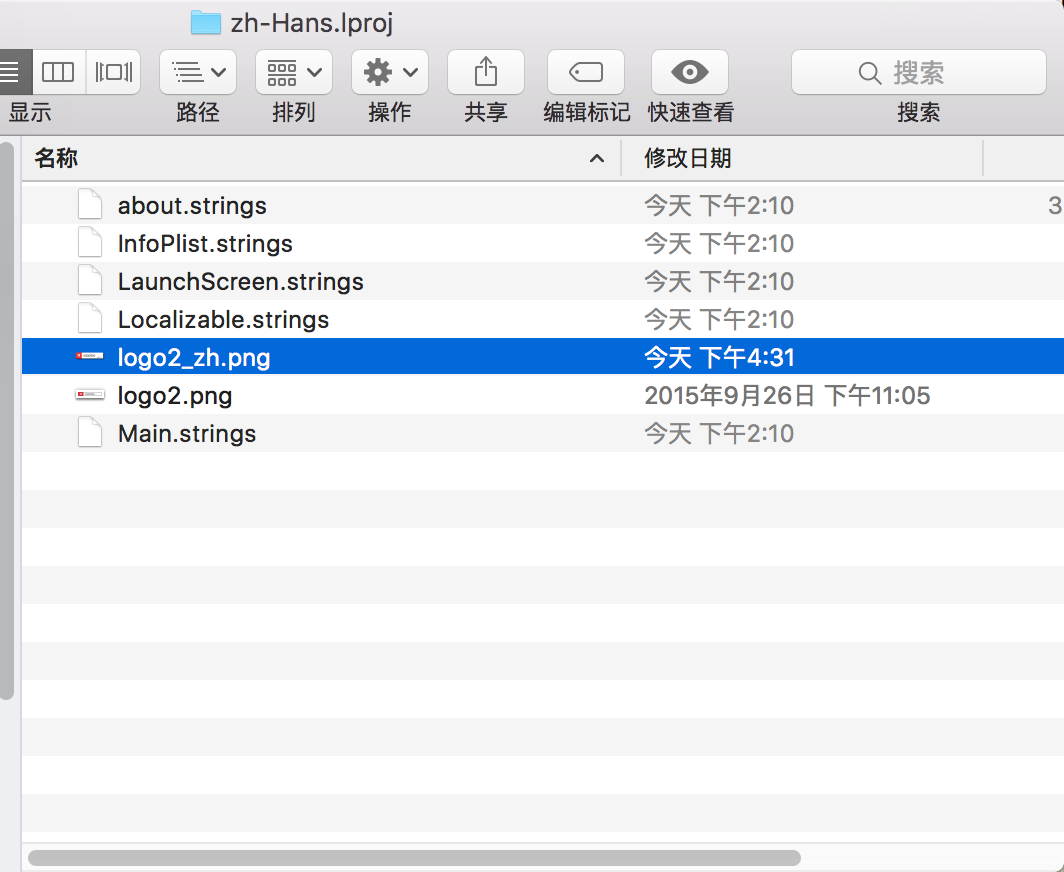 zh-Hans.lproj
显示 路径 排列 操作 共享 编辑标记 快速查看 搜索
搜索
名称 修改日期
about.strings 今天 下午2:10 3
InfoPlist.strings 今天 下午2:10
LaunchScreen.strings 今天 下午2:10
Localizable.strings 今天 下午2:10
logo2_zh.png 今天 下午4:31
logo2.png 2015年9月26日 下午11:05
Main.strings 今天 下午2:10